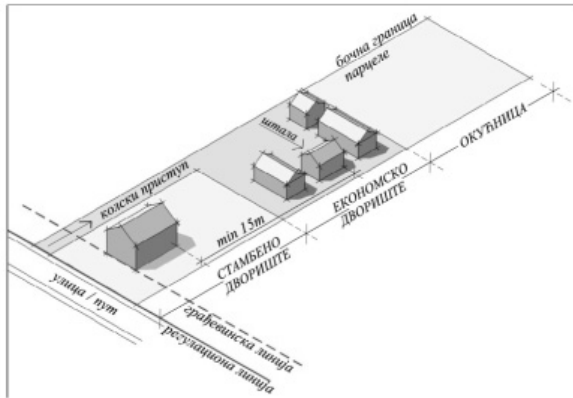 бочна граница
парцеле
штала
ОКУЋНИЦА
колски приступ
ЕКОНОМСКО
ДВОРИШТЕ
min 15m
СТАМБЕНО
ДВОРИШТЕ
улица / пут
грађевинска линија
регулациона линија